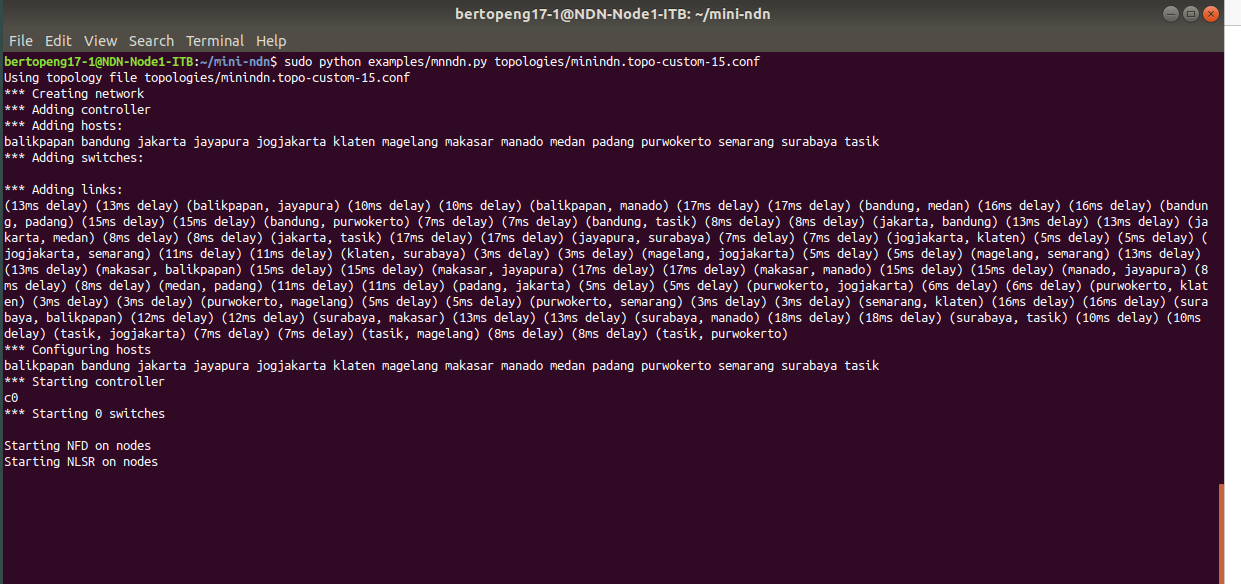 bertopeng17-1@NDN-Node1-ITB: ~/mini-ndn
File Edit View Search Terminal Help
bertopeng17-1@NDN-Node1-ITB:~/mini-ndn$ sudo python examples/mnndn.py topologies/minindn.topo-custom-15.conf
Using topology file topologies/minindn.topo-custom-15.conf
*** Creating network
*** Adding controller
*** Adding hosts:
balikpapan bandung jakarta jayapura jogjakarta klaten magelang makasar manado medan padang purwokerto semarang surabaya tasik
*** Adding switches:
*** Adding links:
(13ms delay) (13ms delay) (balikpapan, jayapura) (10ms delay) (10ms delay) (balikpapan, manado) (17ms delay) (17ms delay) (bandung, medan) (16ms delay) (16ms delay) (bandun
g, padang) (15ms delay) (15ms delay) (bandung, purwokerto) (7ms delay) (7ms delay) (bandung, tasik) (8ms delay) (8ms delay) (jakarta, bandung) (13ms delay) (13ms delay) (ja
karta, medan) (8ms delay) (8ms delay) (jakarta, tasik) (17ms delay) (17ms delay) (jayapura, surabaya) (7ms delay) (7ms delay) (jogjakarta, klaten) (5ms delay) (5ms delay) (
jogjakarta, semarang) (11ms delay) (11ms delay) (klaten, surabaya) (3ms delay) (3ms delay) (magelang, jogjakarta) (5ms delay) (5ms delay) (magelang, semarang) (13ms delay)
(13ms delay) (makasar, balikpapan) (15ms delay) (15ms delay) (makasar, jayapura) (17ms delay) (17ms delay) (makasar, manado) (15ms delay) (15ms delay) (manado, jayapura) (8
ms delay) (8ms delay) (medan, padang) (11ms delay) (11ms delay) (padang, jakarta) (5ms delay) (5ms delay) (purwokerto, jogjakarta) (6ms delay) (6ms delay) (purwokerto, klat
en) (3ms delay) (3ms delay) (purwokerto, magelang) (5ms delay) (5ms delay) (purwokerto, semarang) (3ms delay) (3ms delay) (semarang, klaten) (16ms delay) (16ms delay) (sura
baya, balikpapan) (12ms delay) (12ms delay) (surabaya, makasar) (13ms delay) (13ms delay) (surabaya, manado) (18ms delay) (18ms delay) (surabaya, tasik) (10ms delay) (10ms
delay) (tasik, jogjakarta) (7ms delay) (7ms delay) (tasik, magelang) (8ms delay) (8ms delay) (tasik, purwokerto)
*** Configuring hosts
balikpapan bandung jakarta jayapura jogjakarta klaten magelang makasar manado medan padang purwokerto semarang surabaya tasik
*** Starting controller
c0
*** Starting 0 switches
Starting NFD on nodes
Starting NLSR on nodes